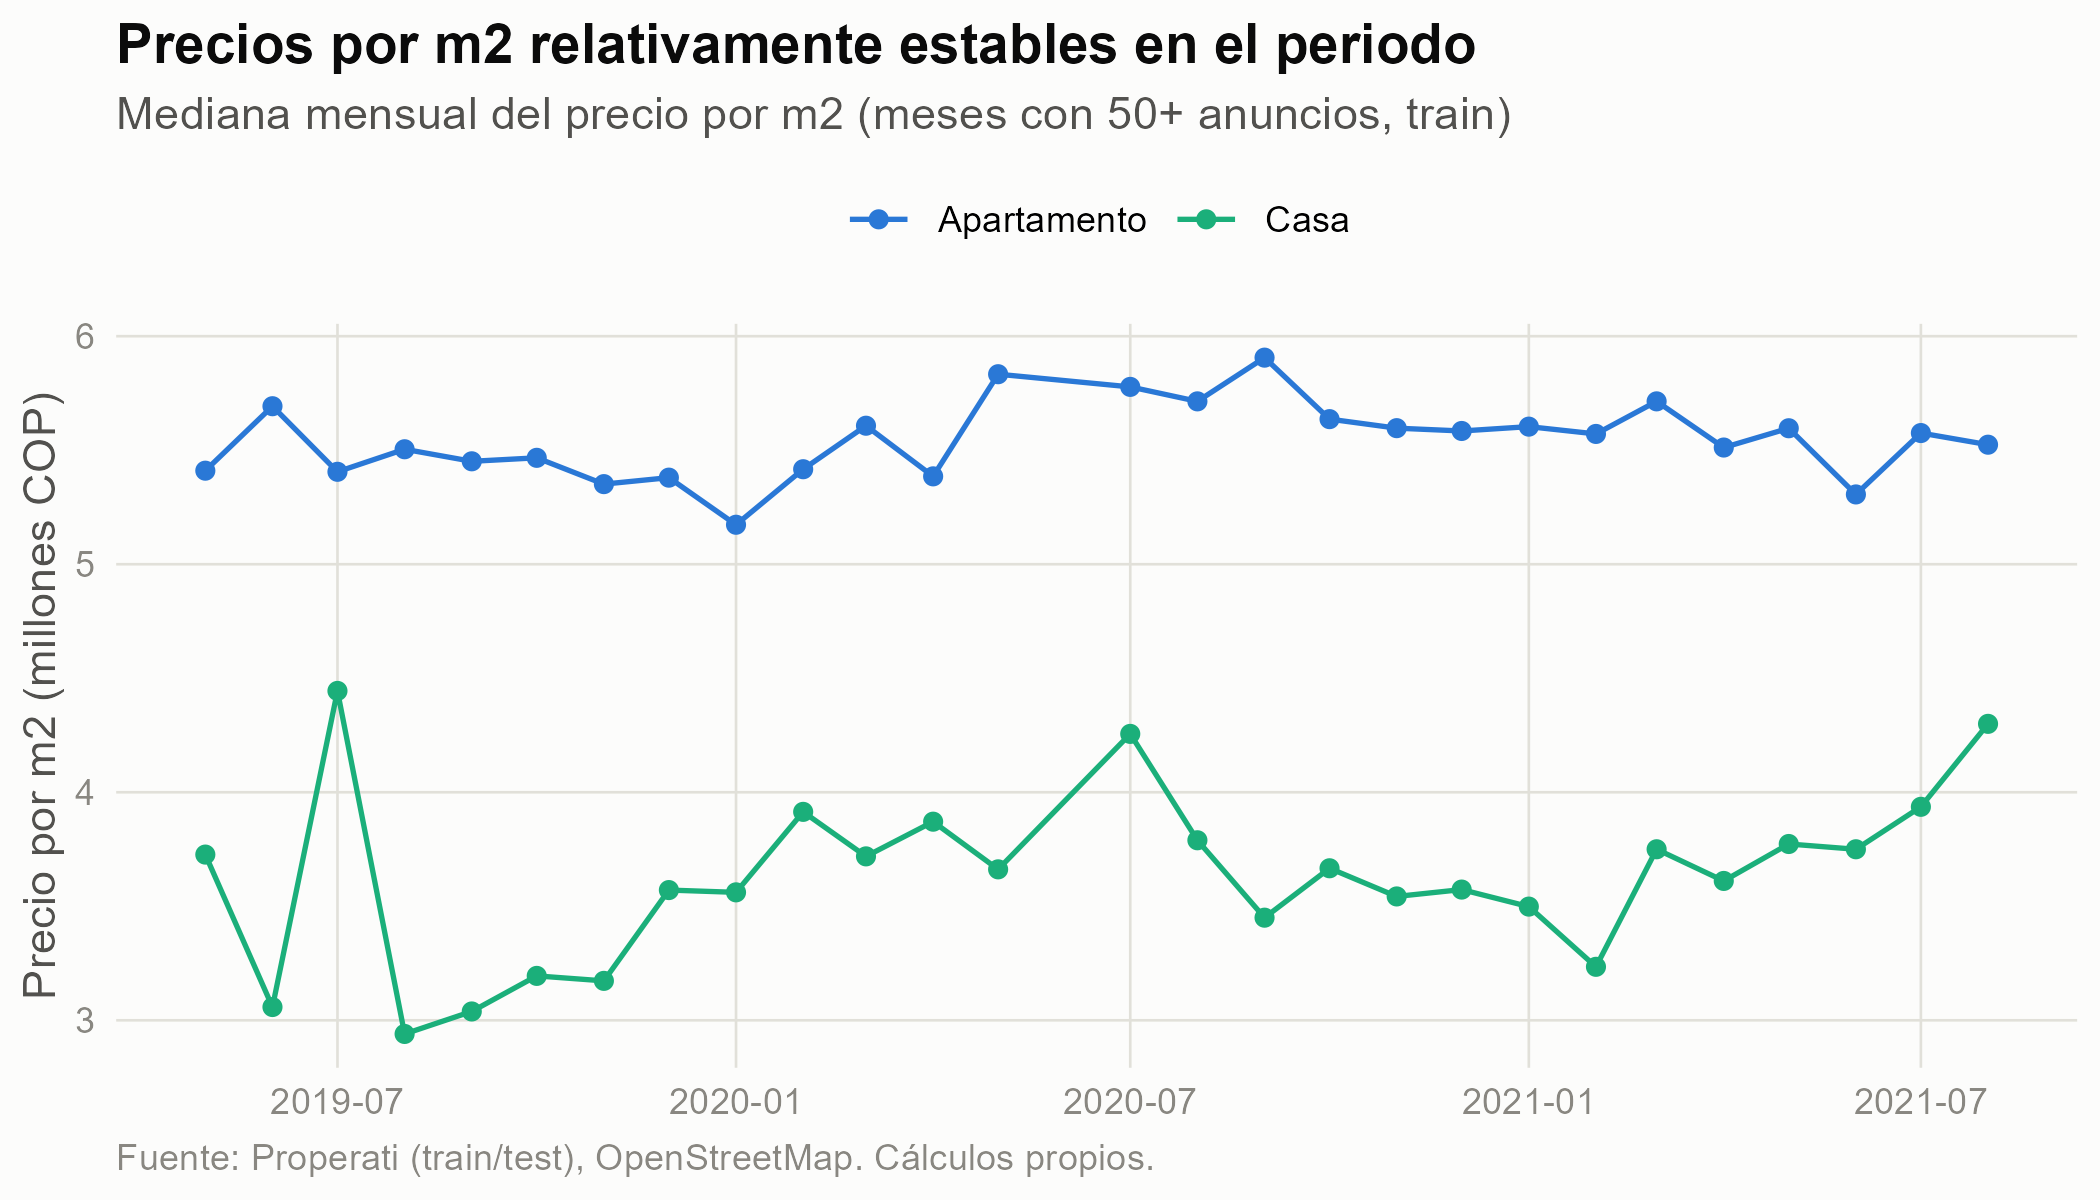 Precios por m2 relativamente estables en el periodo
Mediana mensual del precio por m2 (meses con 50+ anuncios, train)
Apartamento
Casa
Precio por m2 (millones COP)
6
5
4
3
2019-07
2020-01
2020-07
2021-01
2021-07
Fuente: Properati (train/test), OpenStreetMap. Cálculos propios.